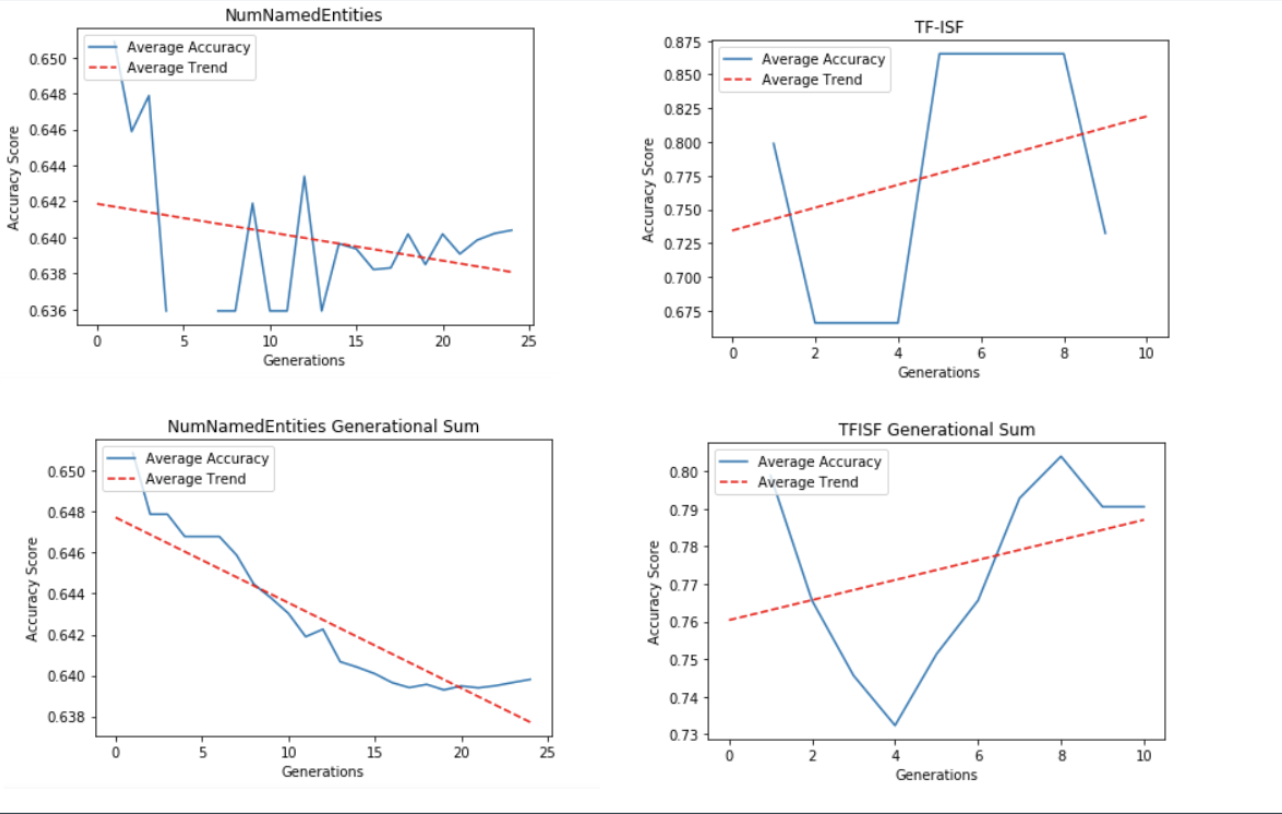 NumNamedEntities
Average Accuracy
Average Trend
0.650
0.648
0.646
0.644
0.642
0.640
0.638
0.636
Accuracy Score
0 5 10 15 20 25
Generations
TF-ISF
Average Accuracy
Average Trend
0.875
0.850
0.825
0.800
0.775
0.750
0.725
0.700
0.675
Accuracy Score
0 2 4 6 8 10
Generations
NumNamedEntities Generational Sum
Average Accuracy
Average Trend
0.650
0.648
0.646
0.644
0.642
0.640
0.638
Accuracy Score
0 5 10 15 20 25
Generations
TFISF Generational Sum
Average Accuracy
Average Trend
0.80
0.79
0.78
0.77
0.76
0.75
0.74
0.73
Accuracy Score
0 2 4 6 8 10
Generations